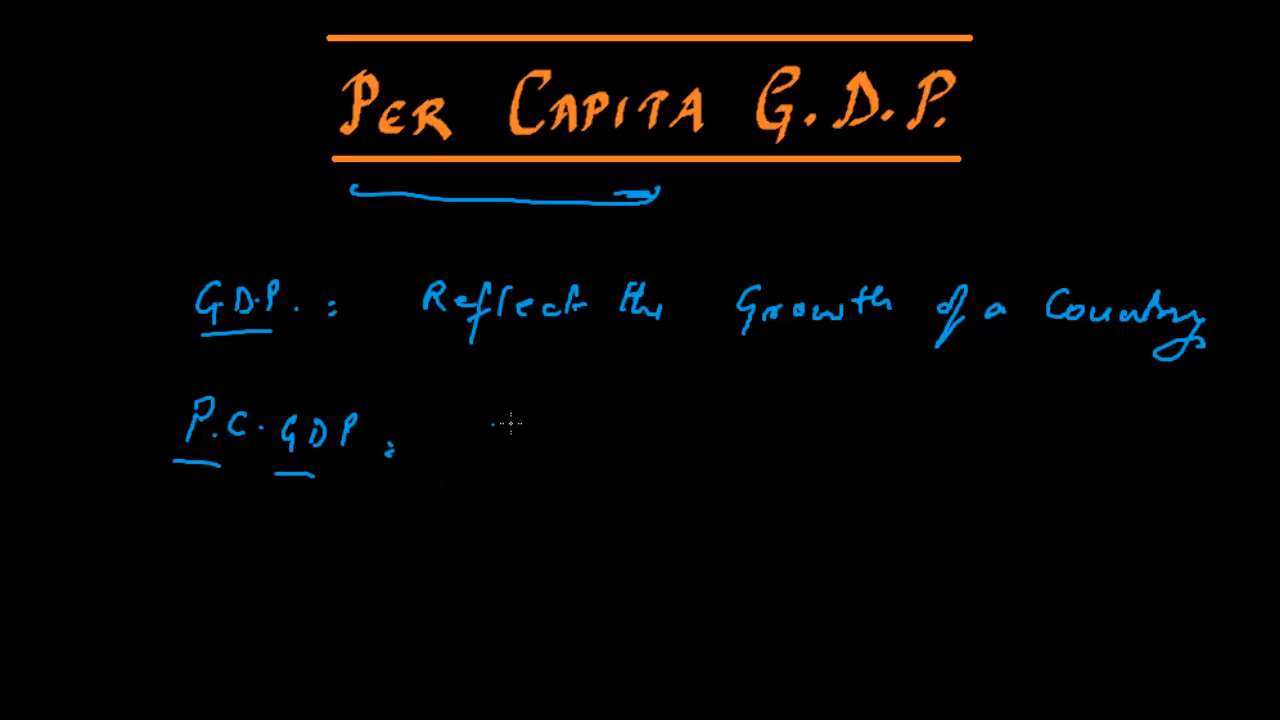 PER CAPITA G.D.P.
G.D.P. : Reflect the Growth of a Country
P.C. GDP :